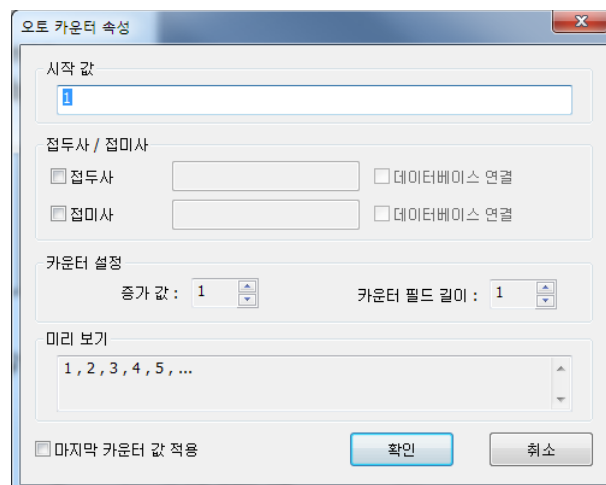 오토 카운터 속성
시작 값
1
접두사 / 접미사
접두사 데이터베이스 연결
접미사 데이터베이스 연결
카운터 설정
증가 값 : 1 카운터 필드 길이 : 1
미리 보기
1 , 2 , 3 , 4 , 5 , ...
마지막 카운터 값 적용 확인 취소